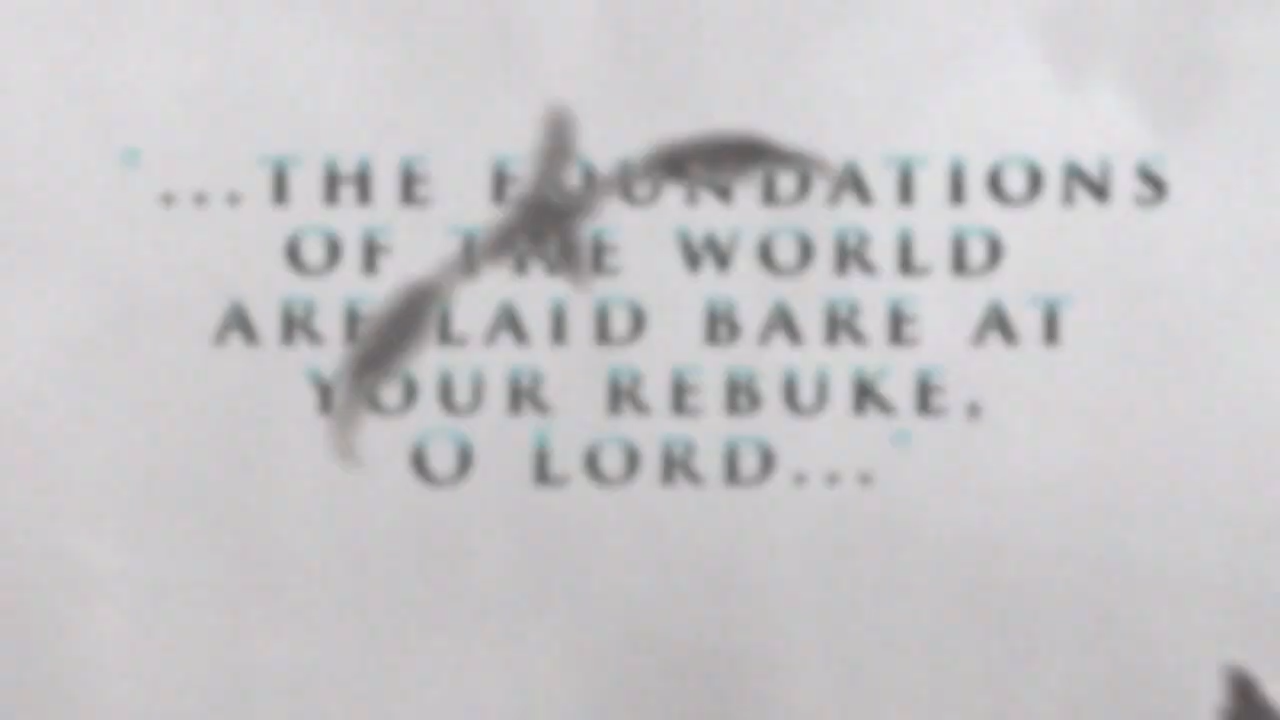 "...THE FOUNDATIONS
OF THE WORLD
ARE LAID BARE AT
YOUR REBUKE,
O LORD..."